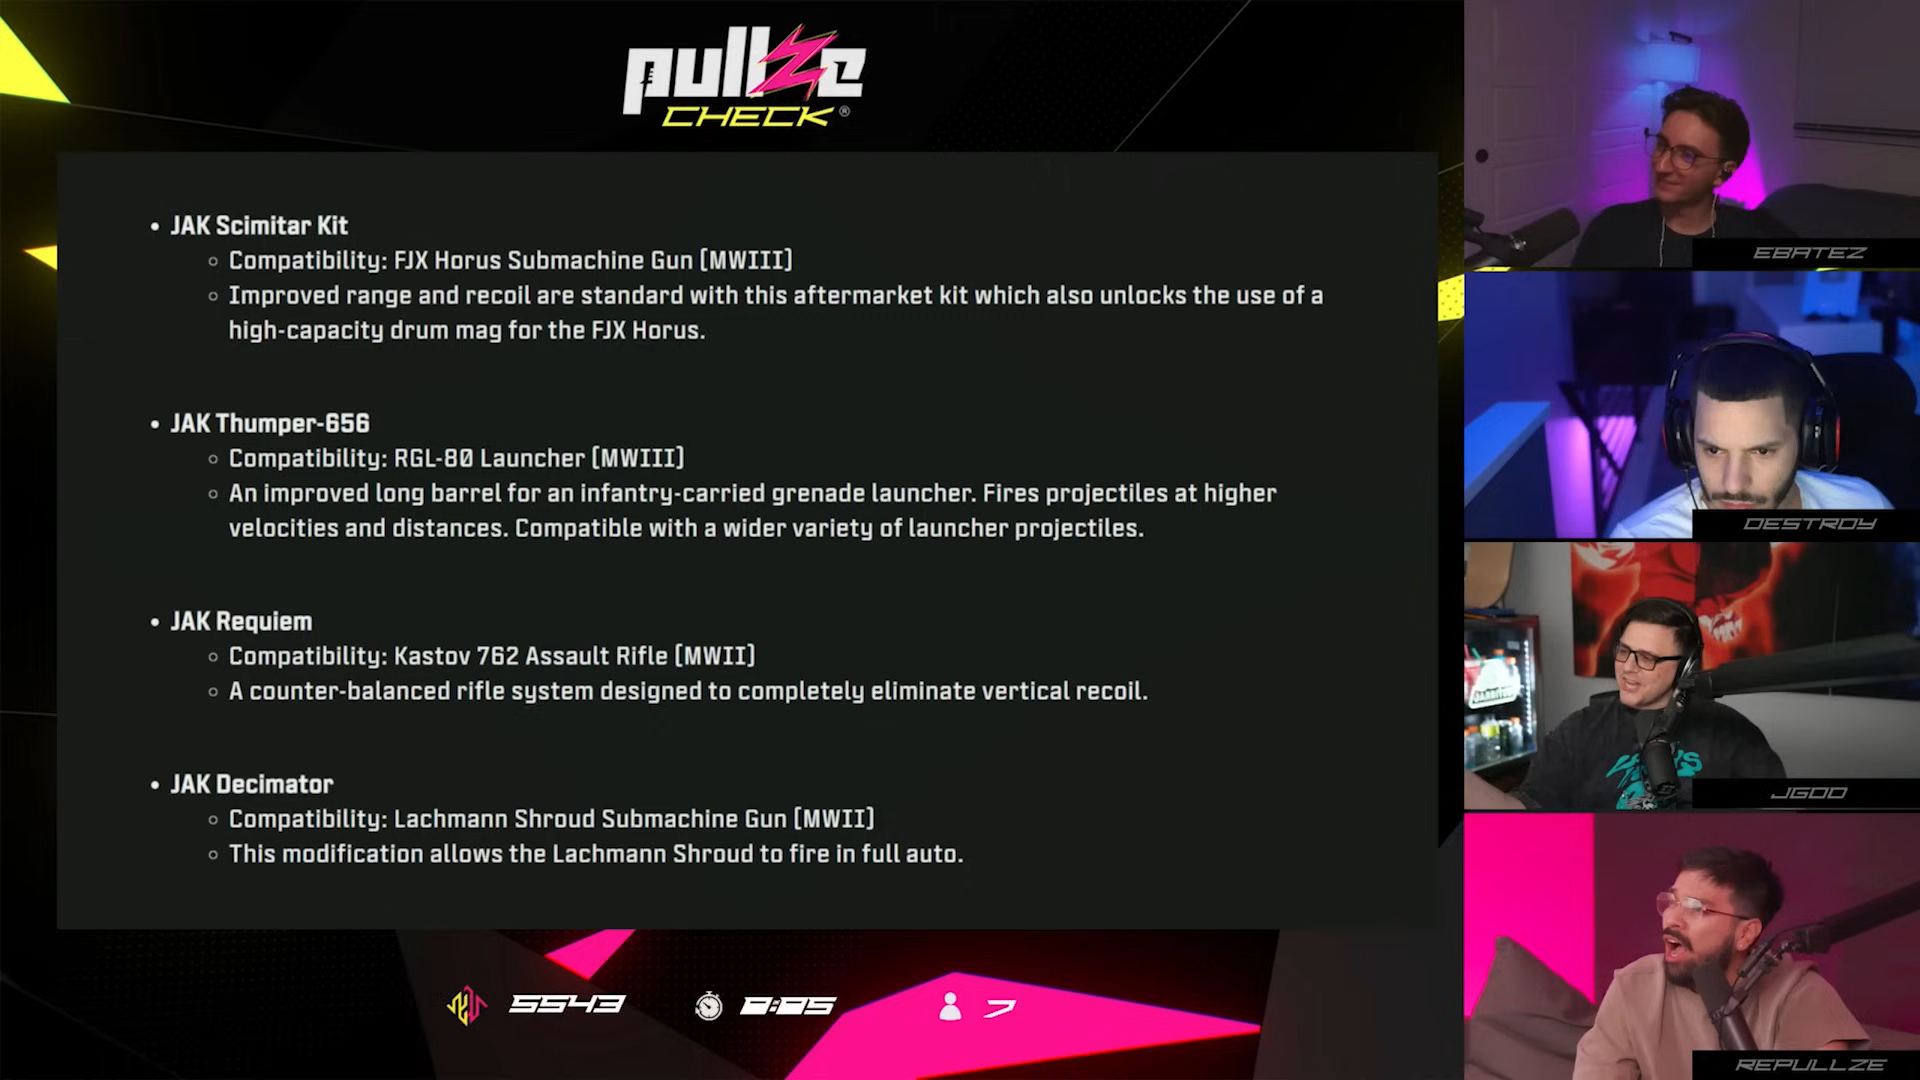 pullze
CHECK®
• JAK Scimitar Kit
◦ Compatibility: FJX Horus Submachine Gun [MWIII]
◦ Improved range and recoil are standard with this aftermarket kit which also unlocks the use of a
high-capacity drum mag for the FJX Horus.
• JAK Thumper-656
◦ Compatibility: RGL-80 Launcher [MWIII]
◦ An improved long barrel for an infantry-carried grenade launcher. Fires projectiles at higher
velocities and distances. Compatible with a wider variety of launcher projectiles.
• JAK Requiem
◦ Compatibility: Kastov 762 Assault Rifle [MWII]
◦ A counter-balanced rifle system designed to completely eliminate vertical recoil.
• JAK Decimator
◦ Compatibility: Lachmann Shroud Submachine Gun [MWII]
◦ This modification allows the Lachmann Shroud to fire in full auto.
5543
8:05
7
EBATEZ
DESTROY
JGOD
REPULLZE